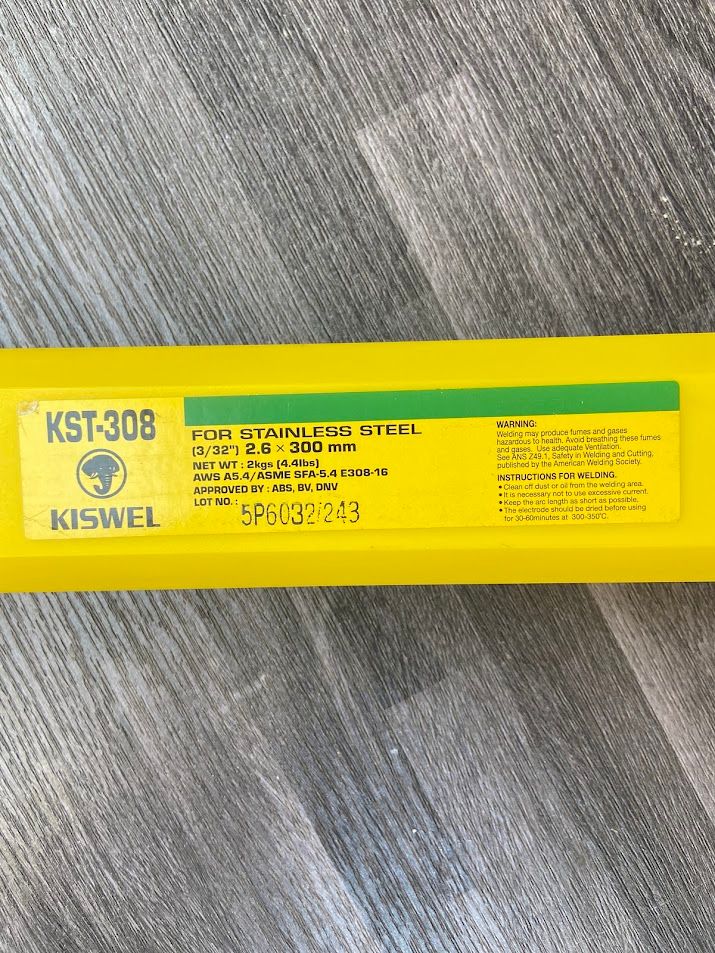 KST-308
KISWEL
FOR STAINLESS STEEL
(3/32") 2.6 × 300 mm
NET WT : 2kgs (4.4lbs)
AWS A5.4/ASME SFA-5.4 E308-16
APPROVED BY : ABS, BV, DNV
LOT NO. :
5P6032/243
WARNING:
Welding may produce fumes and gases
hazardous to health. Avoid breathing these fumes
and gases. Use adequate Ventilation.
See ANS Z49.1, Safety in Welding and Cutting,
published by the American Welding Society.
INSTRUCTIONS FOR WELDING.
• Clean off dust or oil from the welding area.
• It is necessary not to use excessive current.
• Keep the arc length as short as possible.
• The electrode should be dried before using
for 30-60minutes at 300-350°C.